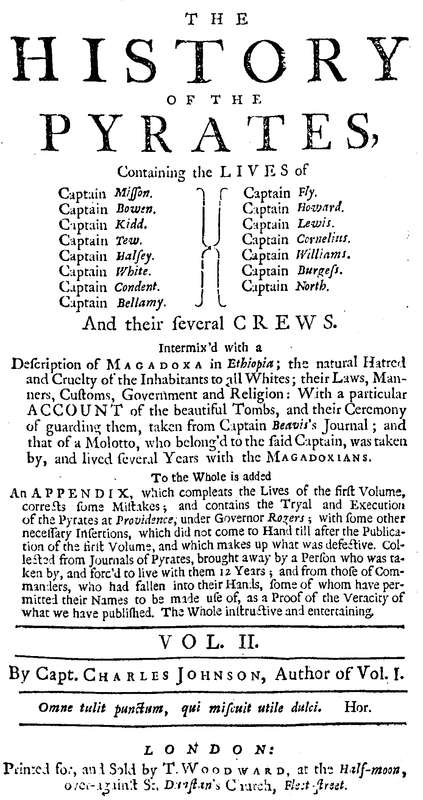 THE
HISTORY
OF THE
PYRATES,
Containing the LIVES of
Captain Miſſon.
Captain Bowen.
Captain Kidd.
Captain Tew.
Captain Halſey.
Captain White.
Captain Condent.
Captain Bellamy.
Captain Fly.
Captain Howard.
Captain Lewis.
Captain Cornelius.
Captain Williams.
Captain Burgeſs.
Captain North.
And their ſeveral CREWS.
Intermix'd with a
Deſcription of MAGADOXA in Ethiopia; the natural Hatred
and Cruelty of the Inhabitants to all Whites; their Laws, Man-
ners, Cuſtoms, Government and Religion: With a particular
ACCOUNT of the beautiful Tombs, and their Ceremony
of guarding them, taken from Captain Beavis's Journal; and
that of a Molotto, who belong'd to the ſaid Captain, was taken
by, and lived ſeveral Years with the MAGADOXIANS.
To the Whole is added
An APPENDIX, which compleats the Lives of the firſt Volume,
corrects ſome Miſtakes; and contains the Tryal and Execution
of the Pyrates at Providence, under Governor Rogers; with ſome other
neceſſary Inſertions, which did not come to Hand till after the Publica-
tion of the firſt Volume, and which makes up what was defective. Col-
lected from Journals of Pyrates, brought away by a Perſon who was ta-
ken by, and forc'd to live with them 12 Years; and from thoſe of Com-
manders, who had fallen into their Hands, ſome of whom have per-
mitted their Names to be made uſe of, as a Proof of the Veracity of
what we have publiſhed. The Whole inſtructive and entertaining.
VOL. II.
By Capt. CHARLES JOHNSON, Author of Vol. I.
Omne tulit punctum, qui miſcuit utile dulci. Hor.
LONDON:
Printed for, and Sold by T. WOODWARD, at the Half-moon,
over-againſt St. Dunſtan's Church, Fleet-ſtreet.